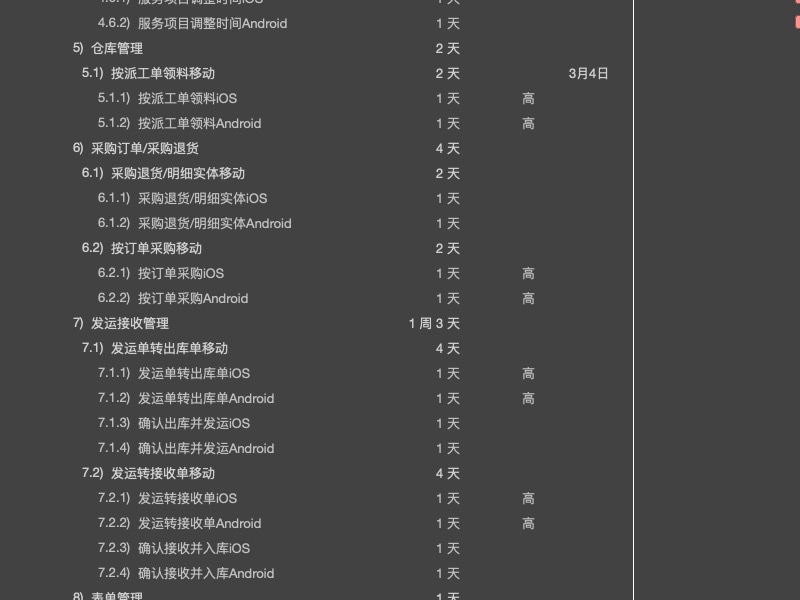 4.6.1) 服务项目调整时间iOS 1 天
4.6.2) 服务项目调整时间Android 1 天
5) 仓库管理 2 天
5.1) 按派工单领料移动 2 天 3月4日
5.1.1) 按派工单领料iOS 1 天 高
5.1.2) 按派工单领料Android 1 天 高
6) 采购订单/采购退货 4 天
6.1) 采购退货/明细实体移动 2 天
6.1.1) 采购退货/明细实体iOS 1 天
6.1.2) 采购退货/明细实体Android 1 天
6.2) 按订单采购移动 2 天
6.2.1) 按订单采购iOS 1 天 高
6.2.2) 按订单采购Android 1 天 高
7) 发运接收管理 1 周 3 天
7.1) 发运单转出库单移动 4 天
7.1.1) 发运单转出库单iOS 1 天 高
7.1.2) 发运单转出库单Android 1 天 高
7.1.3) 确认出库并发运iOS 1 天
7.1.4) 确认出库并发运Android 1 天
7.2) 发运转接收单移动 4 天
7.2.1) 发运转接收单iOS 1 天 高
7.2.2) 发运转接收单Android 1 天 高
7.2.3) 确认接收并入库iOS 1 天
7.2.4) 确认接收并入库Android 1 天
8) 表单管理 1 天